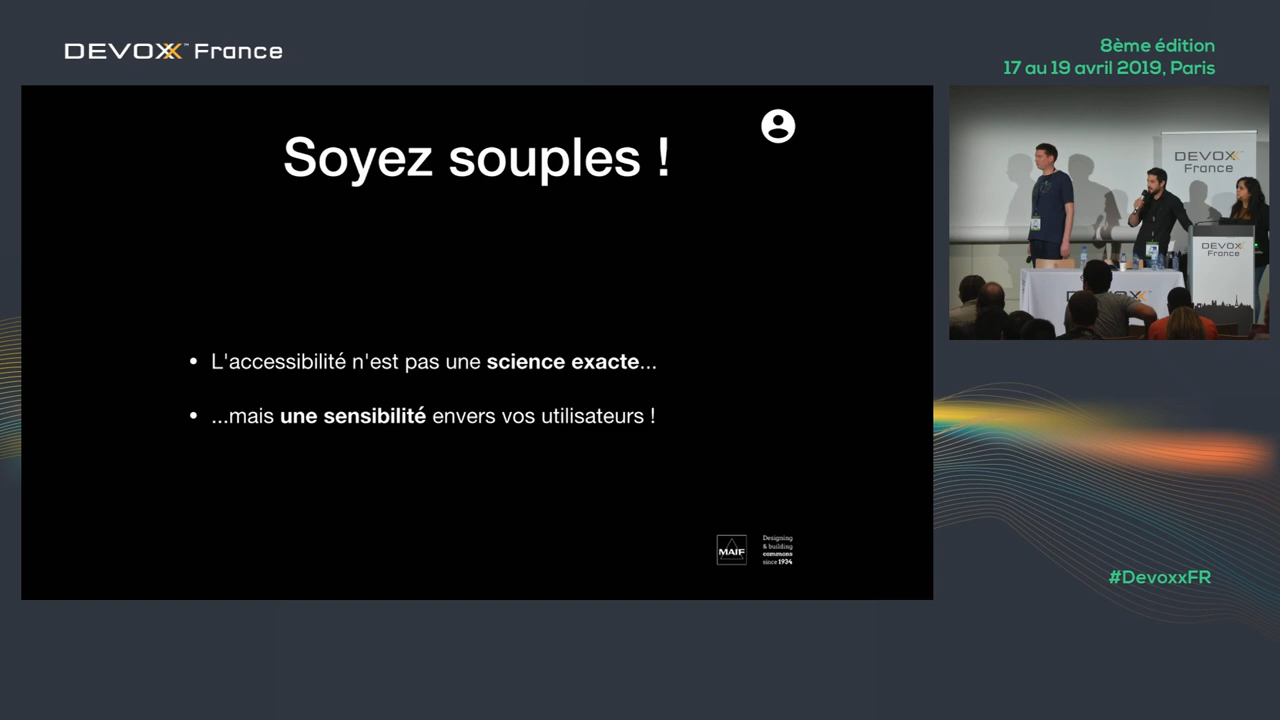 DEVOXX™ France
8ème édition
17 au 19 avril 2019, Paris
Soyez souples !
• L'accessibilité n'est pas une science exacte...
• ...mais une sensibilité envers vos utilisateurs !
MAIF
Designing
& building
commons
since 1934
DEVOXX
France
DEVOXX
France
DEVOXX
#DevoxxFR